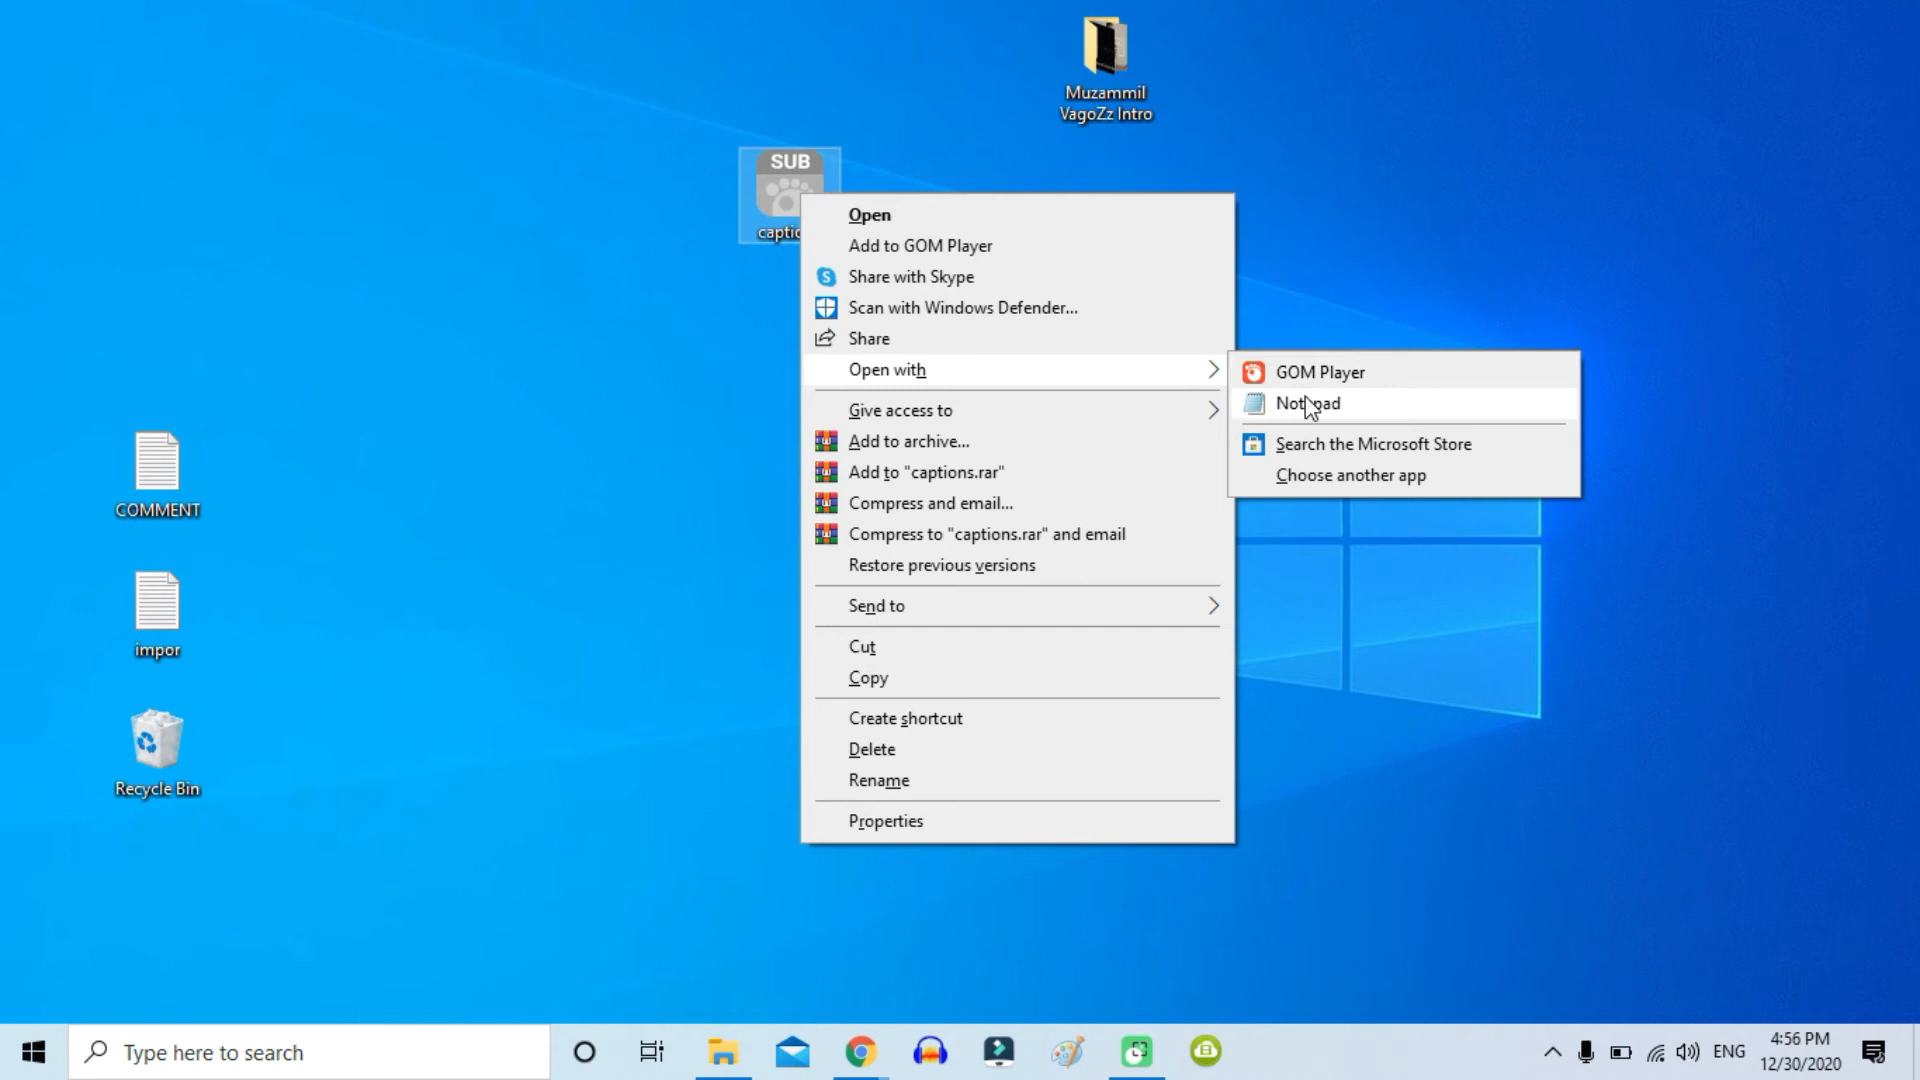 Muzammil
VagoZz Intro
SUB
Open
Add to GOM Player
Share with Skype
Scan with Windows Defender...
Share
Open with
GOM Player
Notepad
Search the Microsoft Store
Choose another app
Give access to
Add to archive...
Add to "captions.rar"
Compress and email...
Compress to "captions.rar" and email
Restore previous versions
Send to
Cut
Copy
Create shortcut
Delete
Rename
Properties
COMMENT
impor
Recycle Bin
Type here to search
ENG
4:56 PM
12/30/2020